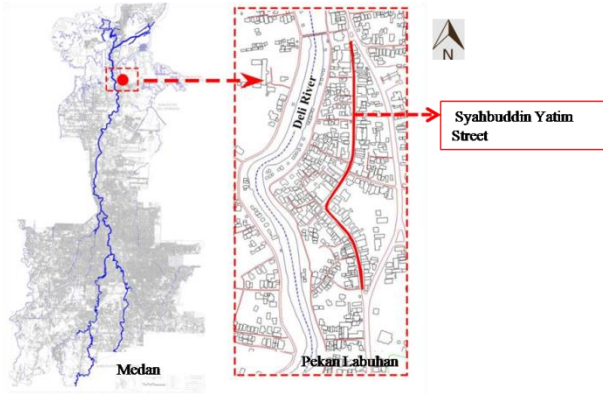 N
Deli River
Syahbuddin Yatim
Street
Medan
Pekan Labuhan